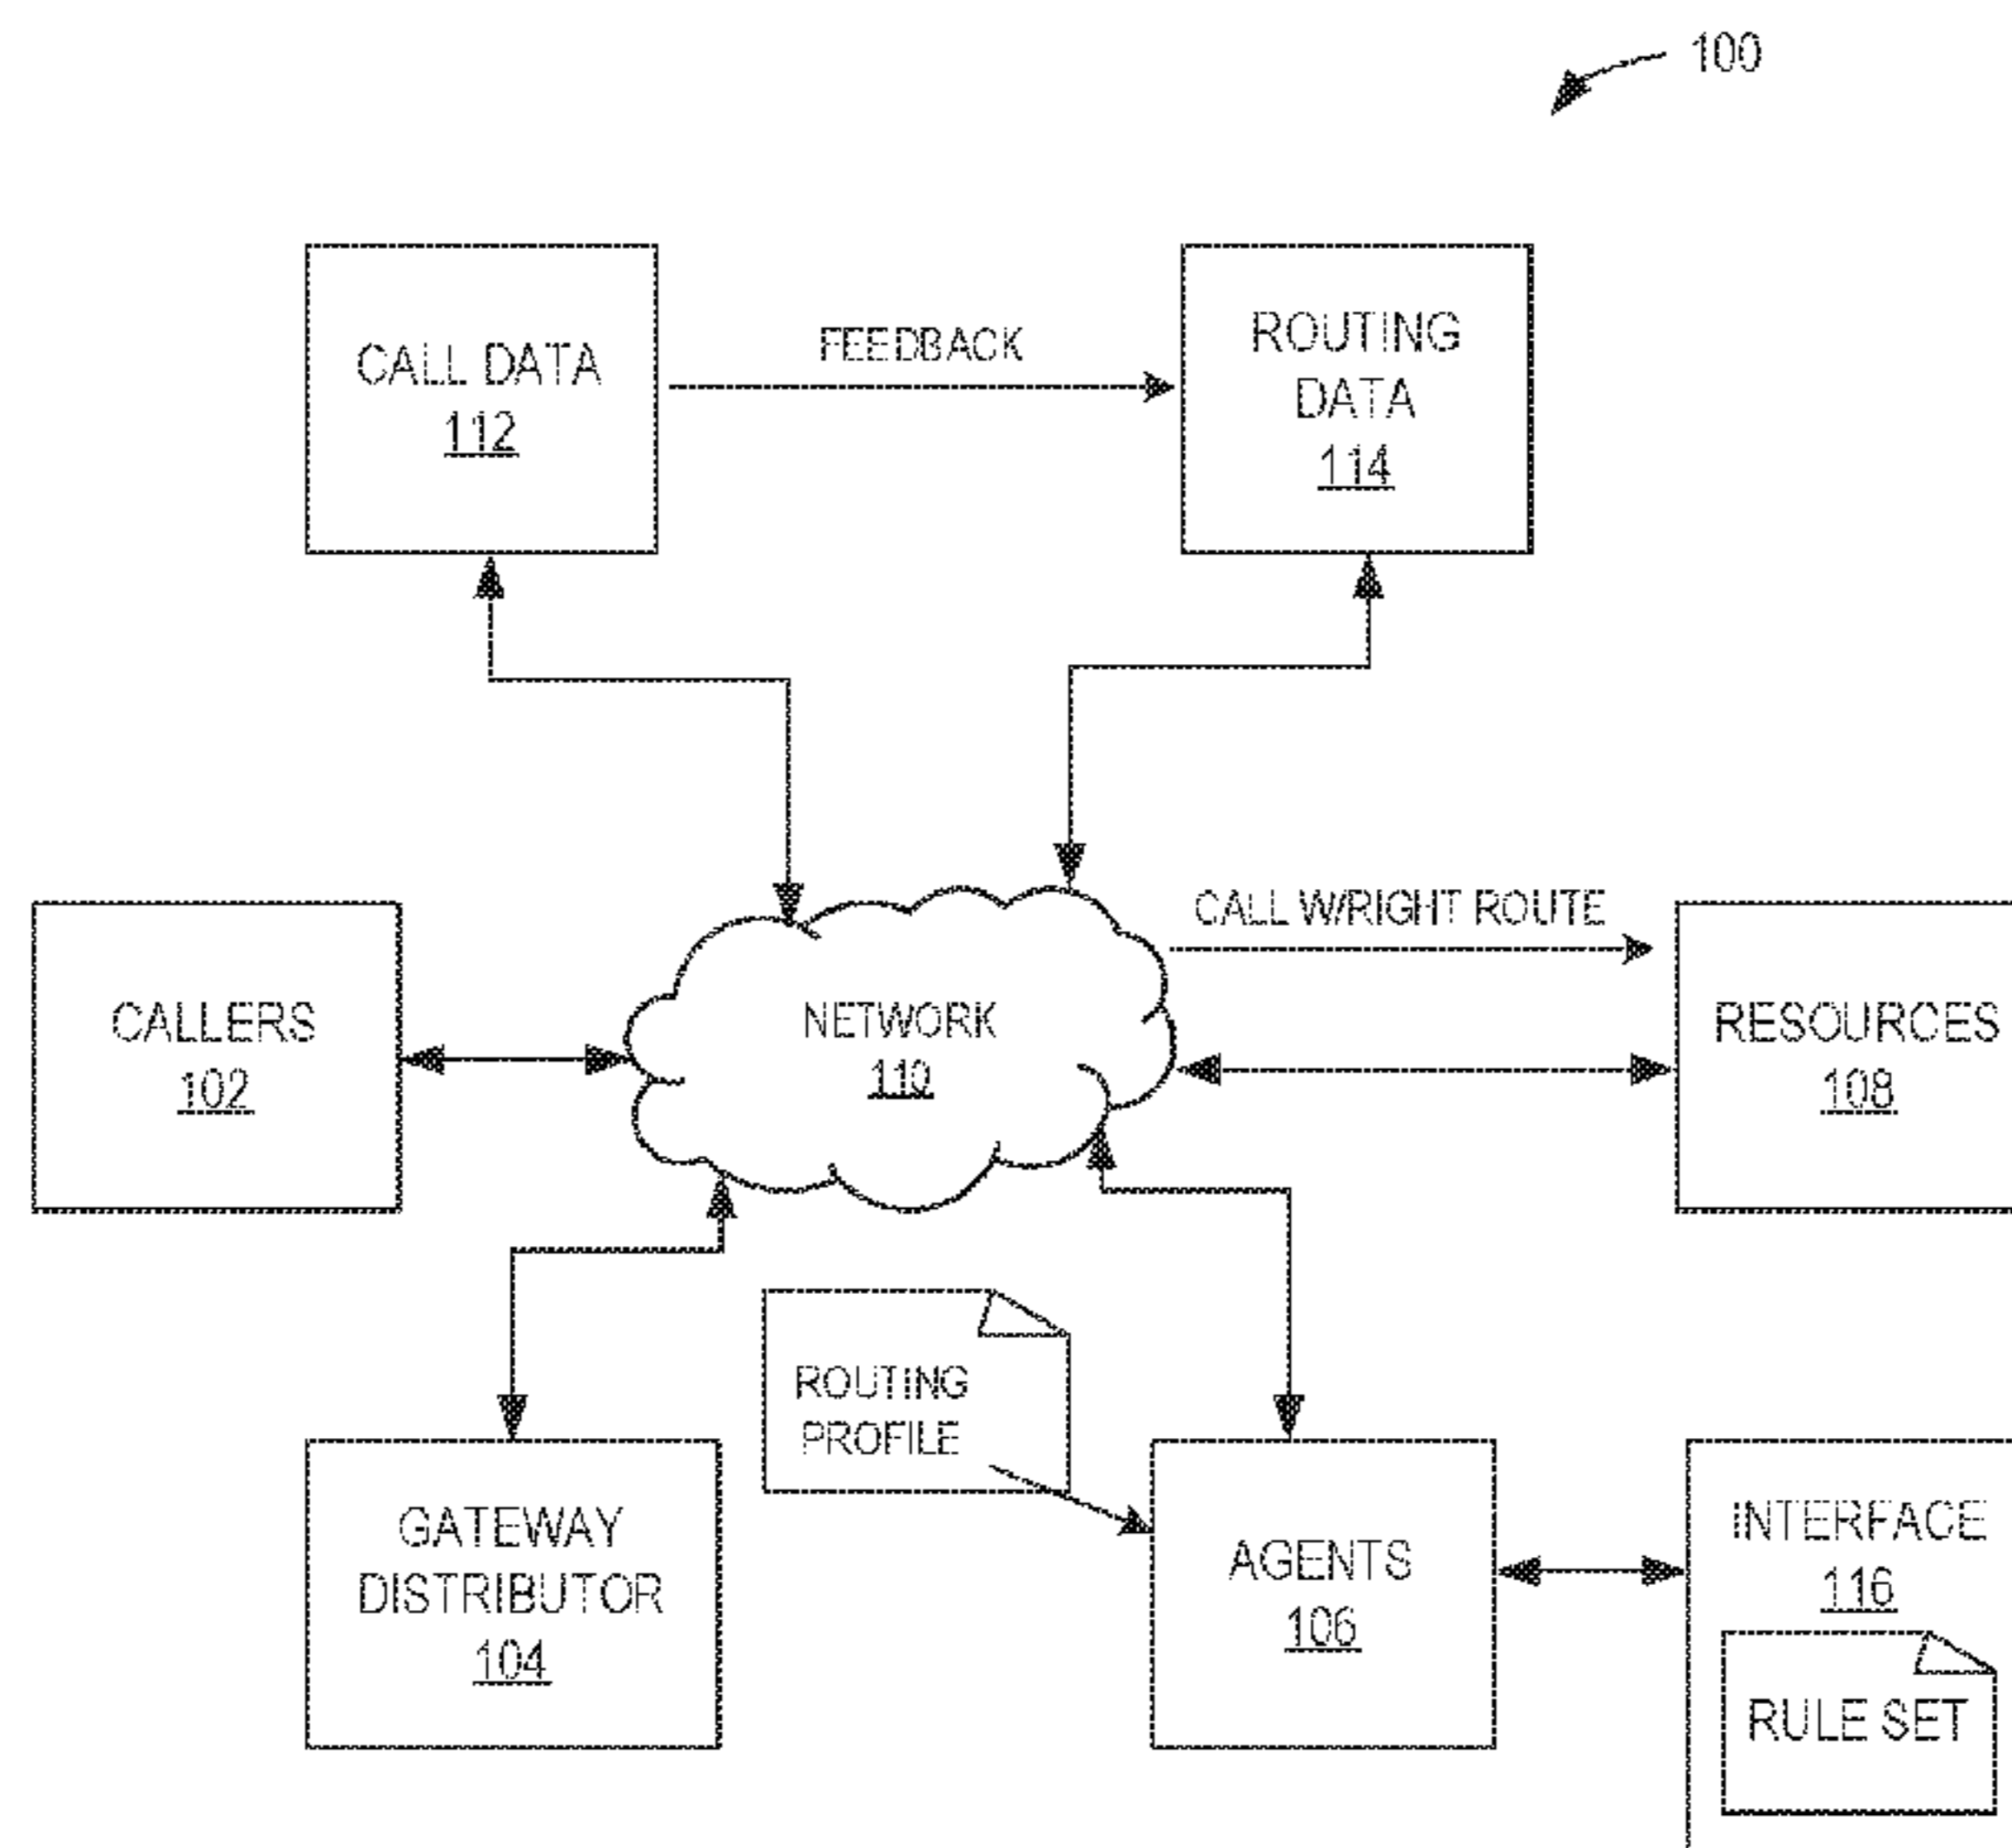 100
CALL DATA
112
FEEDBACK
ROUTING
DATA
114
CALL W/RIGHT ROUTE
CALLERS
102
NETWORK
110
RESOURCES
108
ROUTING
PROFILE
GATEWAY
DISTRIBUTOR
104
AGENTS
106
INTERFACE
116
RULE SET